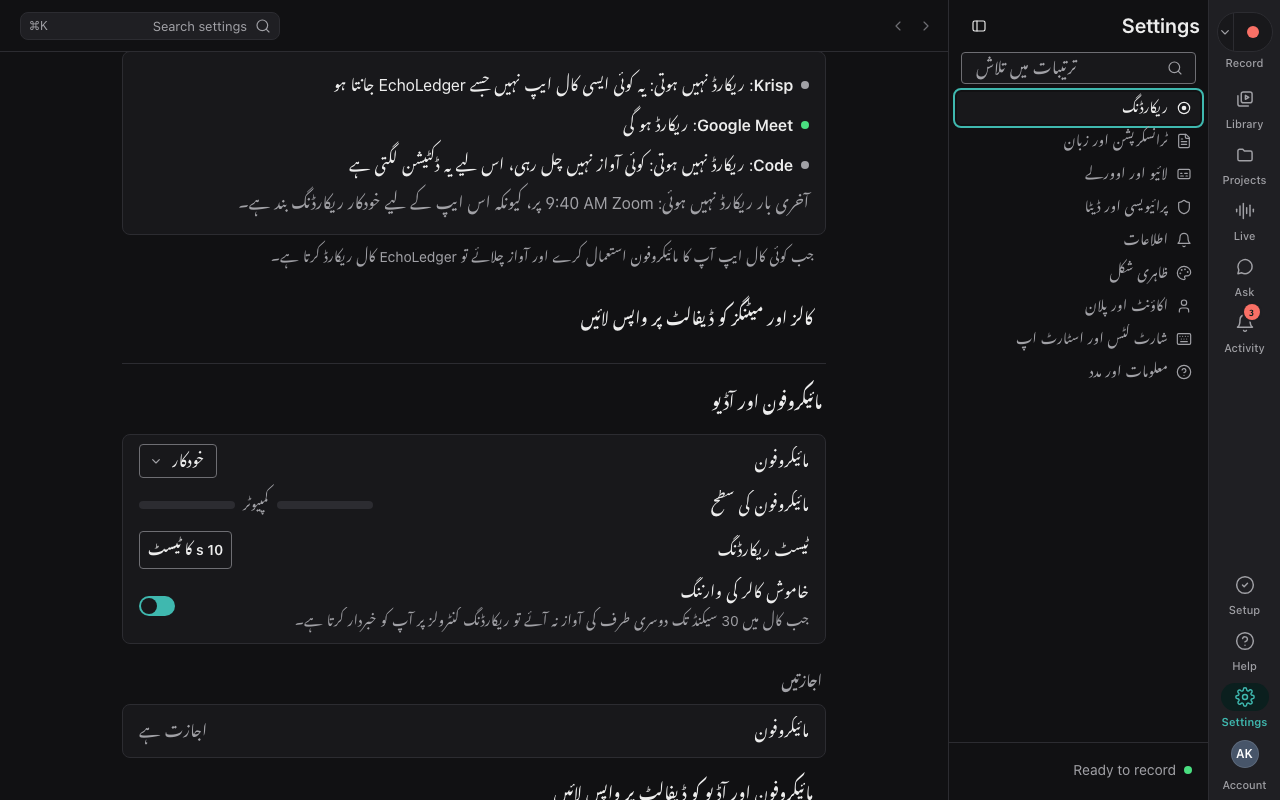 Record
Library
Projects
Live
Ask
3
Activity
Setup
Help
Settings
AK
Account
Settings
ترتیبات میں تلاش
ریکارڈنگ
ٹرانسکرپشن اور زبان
لائیو اور اوورلے
پرائیویسی اور ڈیٹا
اطلاعات
ظاہری شکل
اکاؤنٹ اور پلان
شارٹ کٹس اور اسٹارٹ اپ
معلومات اور مدد
Ready to record
Search settings
⌘K
Krisp: ریکارڈ نہیں ہوتی: یہ کوئی ایسی کال ایپ نہیں جسے EchoLedger جانتا ہو
Google Meet: ریکارڈ ہو گی
Code: ریکارڈ نہیں ہوتی: کوئی آواز نہیں چل رہی، اس لیے یہ ڈکٹیشن لگتی ہے
آخری بار ریکارڈ نہیں ہوئی: 9:40 AM Zoom پر، کیونکہ اس ایپ کے لیے خودکار ریکارڈنگ بند ہے۔
جب کوئی کال ایپ آپ کا مائیکروفون استعمال کرے اور آواز چلائے تو EchoLedger کال ریکارڈ کرتا ہے۔
کالز اور میٹنگز کو ڈیفالٹ پر واپس لائیں
مائیکروفون اور آڈیو
مائیکروفون
خودکار
مائیکروفون کی سطح
کمپیوٹر
ٹیسٹ ریکارڈنگ
10 s کا ٹیسٹ
خاموش کالر کی وارننگ
جب کال میں 30 سیکنڈ تک دوسری طرف کی آواز نہ آئے تو ریکارڈنگ کنٹرولز پر آپ کو خبردار کرتا ہے۔
اجازتیں
مائیکروفون
اجازت ہے
مائیکروفون اور آڈیو کو ڈیفالٹ پر واپس لائیں